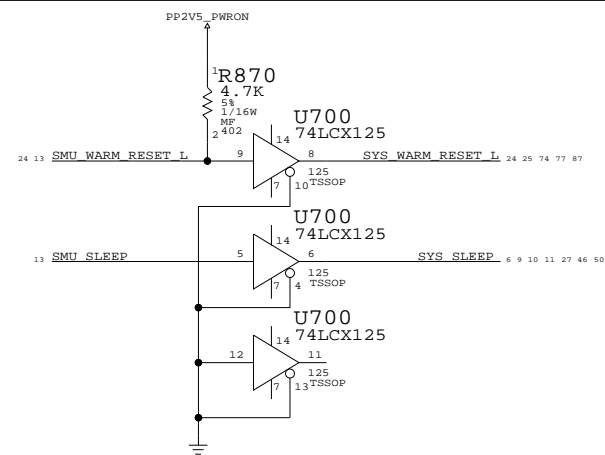 PP2V5_PWRON
1
R870
4.7K
5%
1/16W
MF
402
2
U700
74LCX125
14
24 13 SMU_WARM_RESET_L 9 8 SYS_WARM_RESET_L 24 25 74 77 87
125
7 10 TSSOP
U700
74LCX125
14
13 SMU_SLEEP 5 6 SYS_SLEEP 6 9 10 11 27 46 50
125
7 4 TSSOP
U700
74LCX125
14
12 11
125
7 13 TSSOP